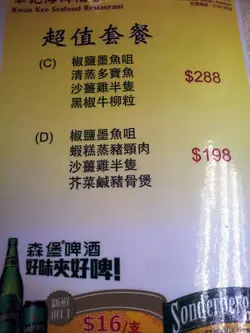 Kwan Kee Seafood Restaurant
超值套餐
(C) 椒鹽墨魚咀
清蒸多寶魚
沙薑雞半隻
黑椒牛柳粒
$288
(D) 椒鹽墨魚咀
蝦糕蒸豬頸肉
沙薑雞半隻
芥菜鹹豬骨煲
$198
森堡®啤酒
好味夾好啤!
新鮮
$16/支
Sonderberg